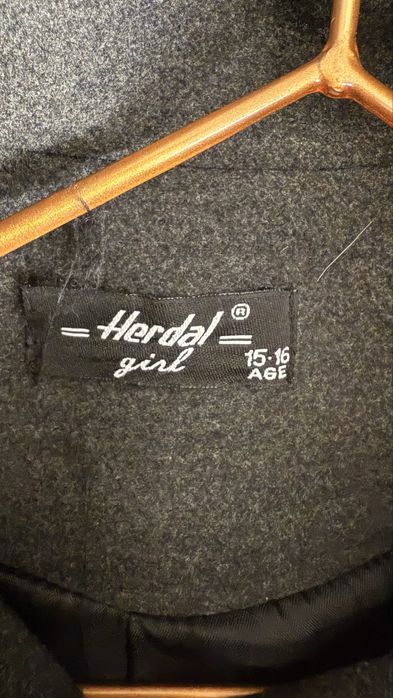 = Herdal = ®
girl
15-16
AGE